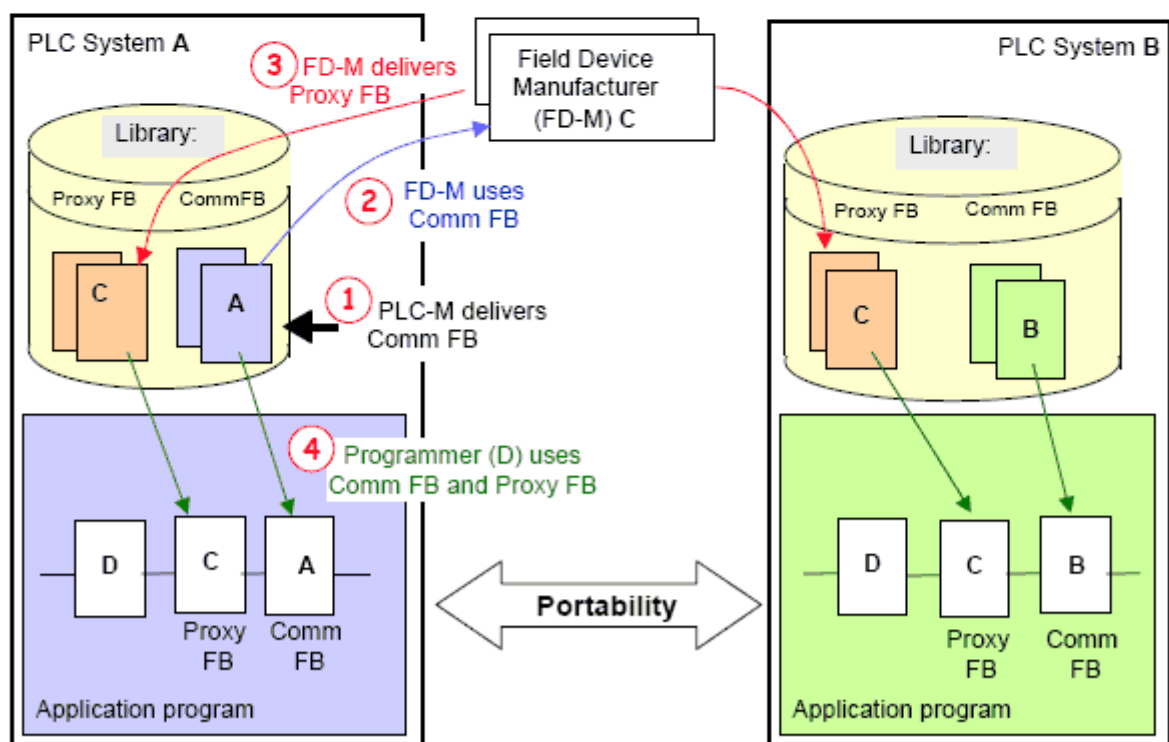 PLC System A
3
FD-M delivers
Proxy FB
Library:
Proxy FB
CommFB
2
FD-M uses
Comm FB
C
A
1
PLC-M delivers
Comm FB
4
Programmer (D) uses
Comm FB and Proxy FB
D
C
A
Proxy
FB
Comm
FB
Application program
Field Device
Manufacturer
(FD-M) C
Portability
PLC System B
Library:
Proxy FB
Comm FB
C
B
D
C
B
Proxy
FB
Comm
FB
Application program